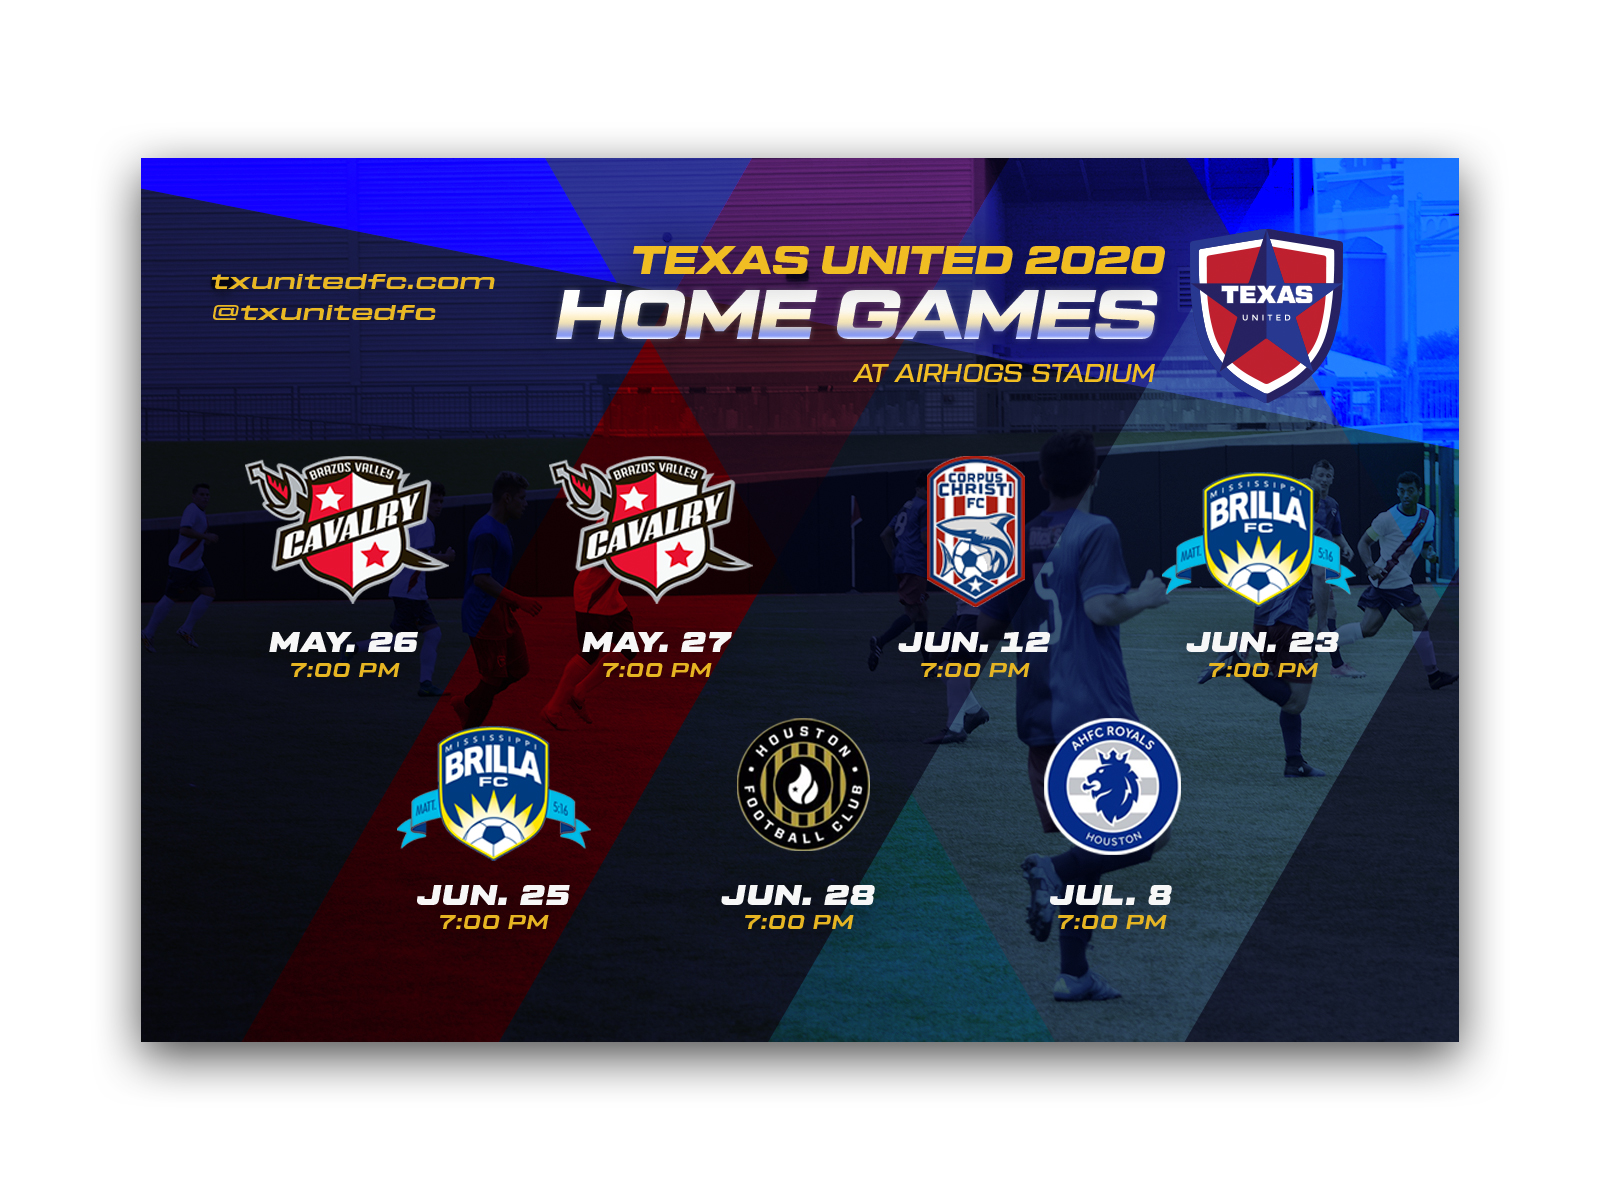 txunitedfc.com
@txunitedfc
TEXAS UNITED 2020
HOME GAMES
AT AIRHOGS STADIUM
TEXAS
UNITED
BRAZOS VALLEY
CAVALRY
MAY. 26
7:00 PM
BRAZOS VALLEY
CAVALRY
MAY. 27
7:00 PM
CORPUS
CHRISTI
FC
JUN. 12
7:00 PM
MISSISSIPPI
BRILLA
FC
MATT. 5:16
JUN. 23
7:00 PM
MISSISSIPPI
BRILLA
FC
MATT. 5:16
JUN. 25
7:00 PM
HOUSTON
FOOTBALL CLUB
JUN. 28
7:00 PM
AHFC ROYALS
HOUSTON
JUL. 8
7:00 PM